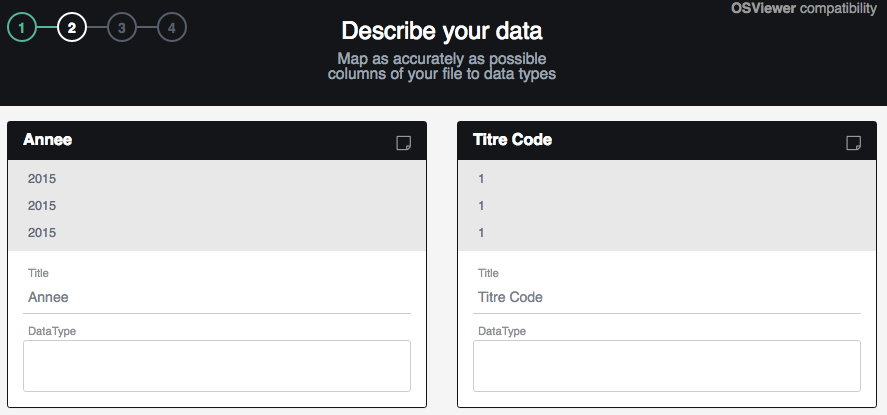 1 2 3 4
OSViewer compatibility
Describe your data
Map as accurately as possible
columns of your file to data types
Annee
2015
2015
2015
Title
Annee
DataType
Titre Code
1
1
1
Title
Titre Code
DataType